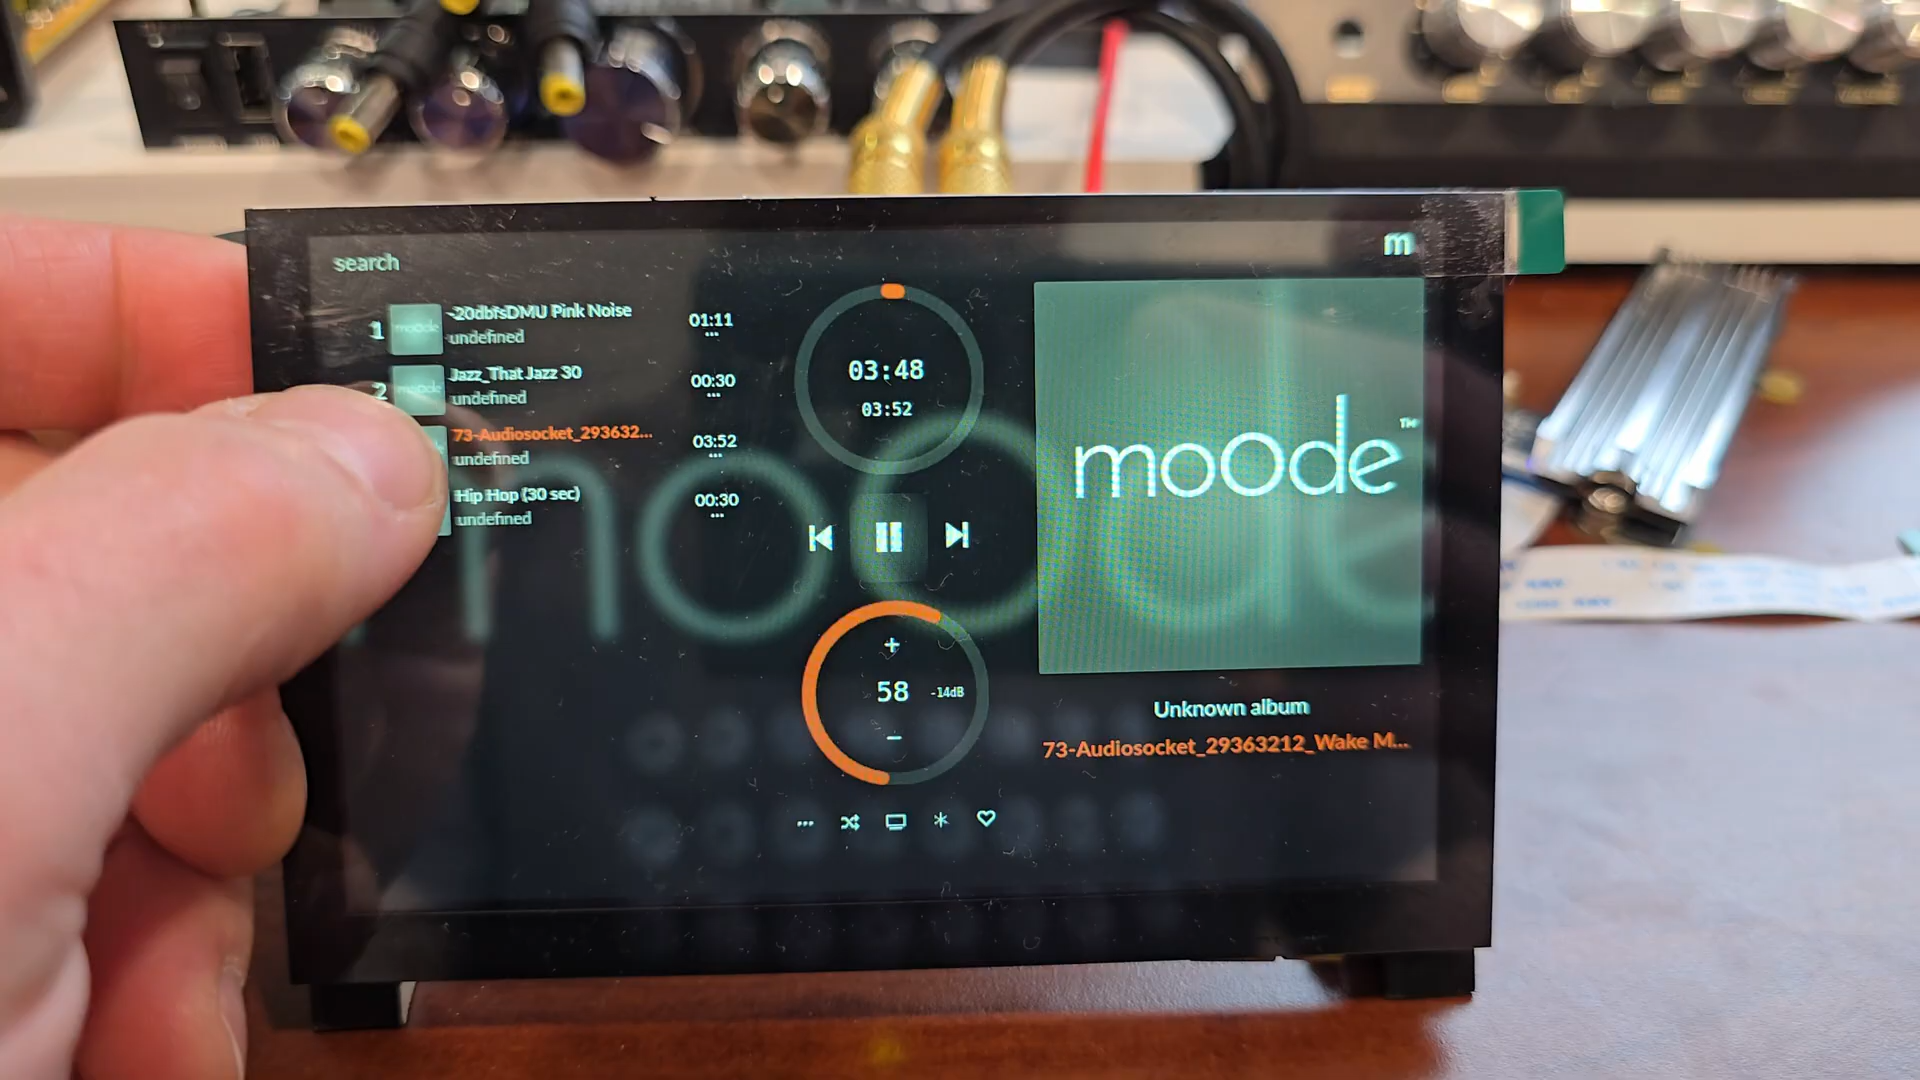 search
m
1
-20dbfsDMU Pink Noise
undefined
01:11
2
Jazz_That Jazz 30
undefined
00:30
73-Audiosocket_293632...
undefined
03:52
Hip Hop (30 sec)
undefined
00:30
03:48
03:52
+
58
-14dB
−
moOde™
Unknown album
73-Audiosocket_29363212_Wake M...
moOde